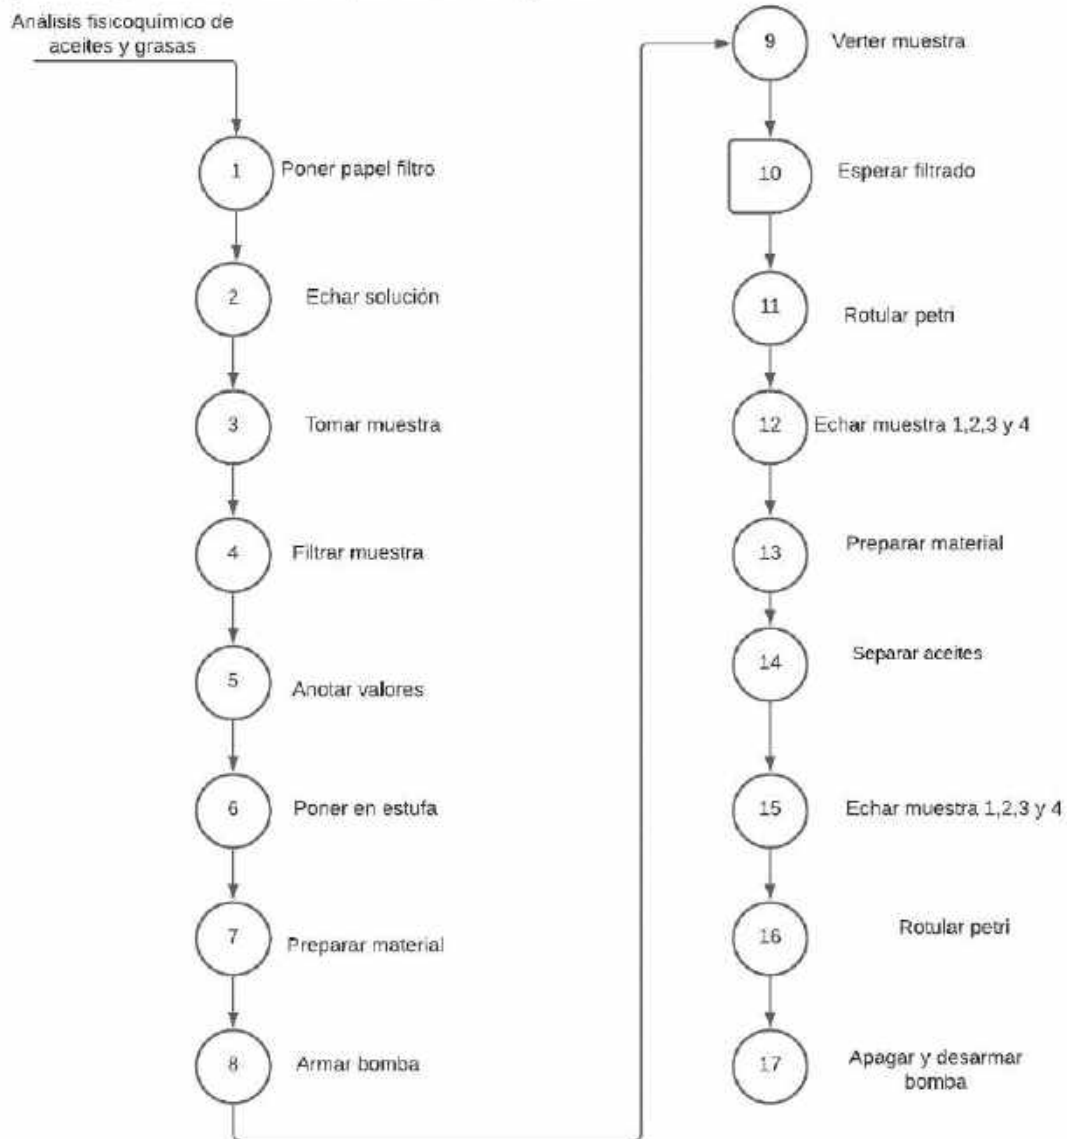 Análisis fisicoquímico de
aceites y grasas
1 Poner papel filtro
2 Echar solución
3 Tomar muestra
4 Filtrar muestra
5 Anotar valores
6 Poner en estufa
7 Preparar material
8 Armar bomba
9 Verter muestra
10 Esperar filtrado
11 Rotular petri
12 Echar muestra 1,2,3 y 4
13 Preparar material
14 Separar aceites
15 Echar muestra 1,2,3 y 4
16 Rotular petri
17 Apagar y desarmar
bomba